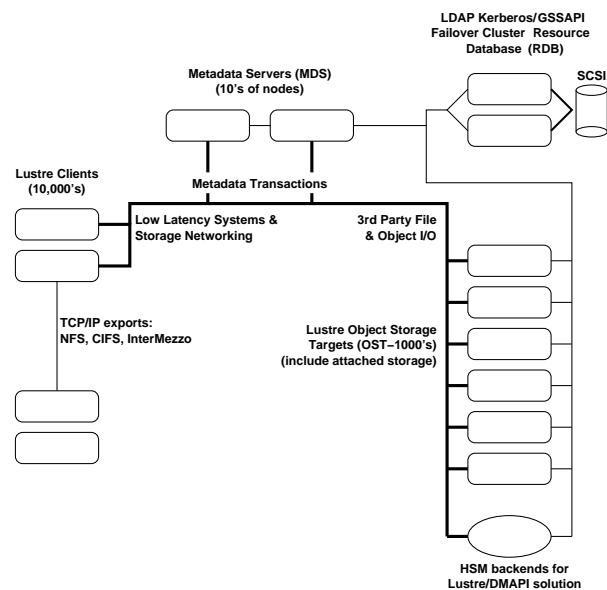 LDAP Kerberos/GSSAPI
Failover Cluster Resource
Database (RDB)
SCSI
Metadata Servers (MDS)
(10's of nodes)
Lustre Clients
(10,000's)
Metadata Transactions
Low Latency Systems &
Storage Networking
3rd Party File
& Object I/O
TCP/IP exports:
NFS, CIFS, InterMezzo
Lustre Object Storage
Targets (OST−1000's)
(include attached storage)
HSM backends for
Lustre/DMAPI solution